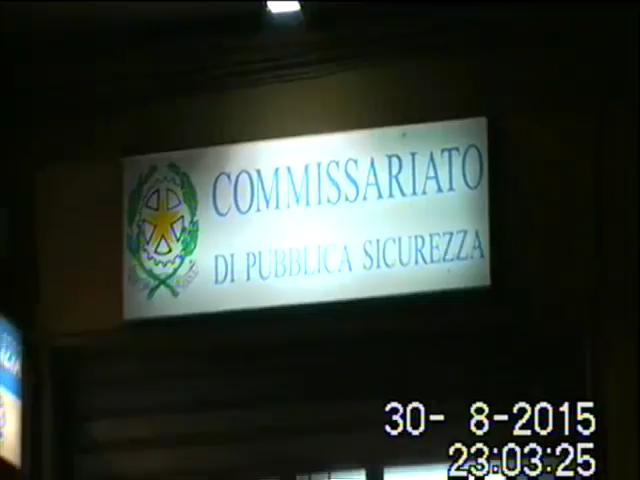 COMMISSARIATO
DI PUBBLICA SICUREZZA
30- 8-2015
23:03:25